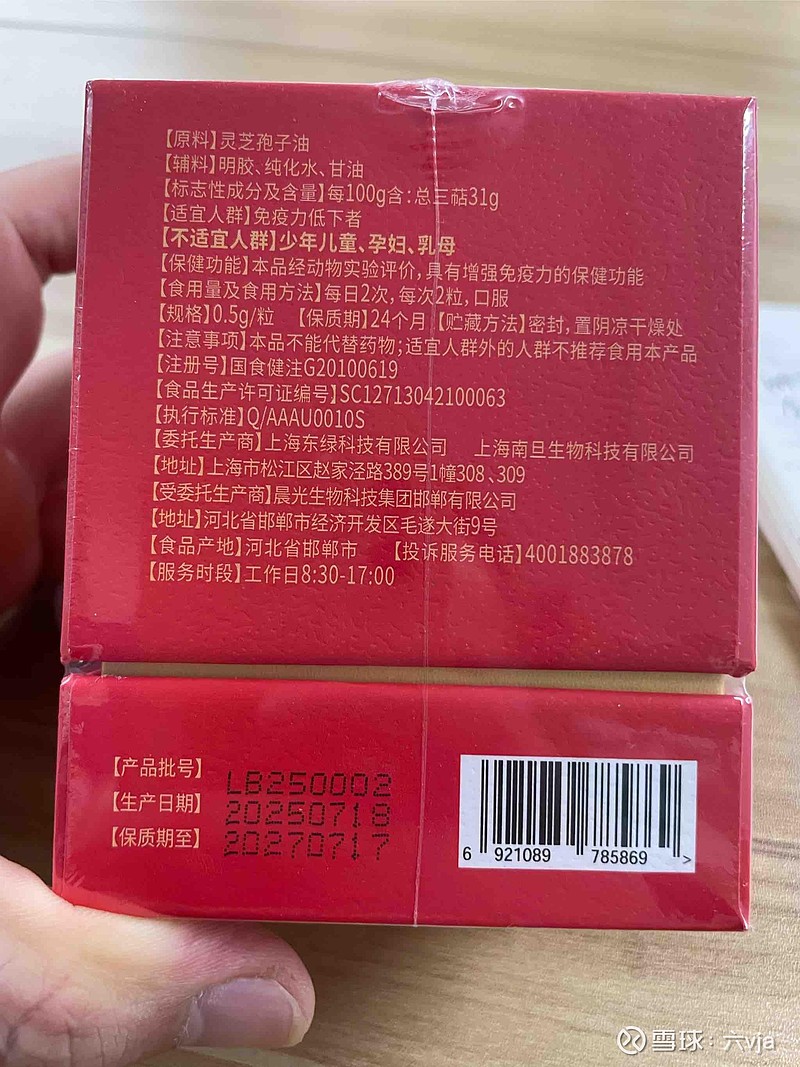 【原料】灵芝孢子油
【辅料】明胶、纯化水、甘油
【标志性成分及含量】每100g含:总三萜31g
【适宜人群】免疫力低下者
【不适宜人群】少年儿童、孕妇、乳母
【保健功能】本品经动物实验评价,具有增强免疫力的保健功能
【食用量及食用方法】每日2次,每次2粒,口服
【规格】0.5g/粒 【保质期】24个月【贮藏方法】密封,置阴凉干燥处
【注意事项】本品不能代替药物;适宜人群外的人群不推荐食用本产品
【注册号】国食健注G20100619
【食品生产许可证编号】SC12713042100063
【执行标准】Q/AAAU0010S
【委托生产商】上海东绿科技有限公司 上海南旦生物科技有限公司
【地址】上海市松江区赵家泾路389号1幢308、309
【受委托生产商】晨光生物科技集团邯郸有限公司
【地址】河北省邯郸市经济开发区毛遂大街9号
【食品产地】河北省邯郸市 【投诉服务电话】4001883878
【服务时段】工作日8:30-17:00
【产品批号】LB250002
【生产日期】20250718
【保质期至】20270717
6 921089 785869 >
雪球:六vja